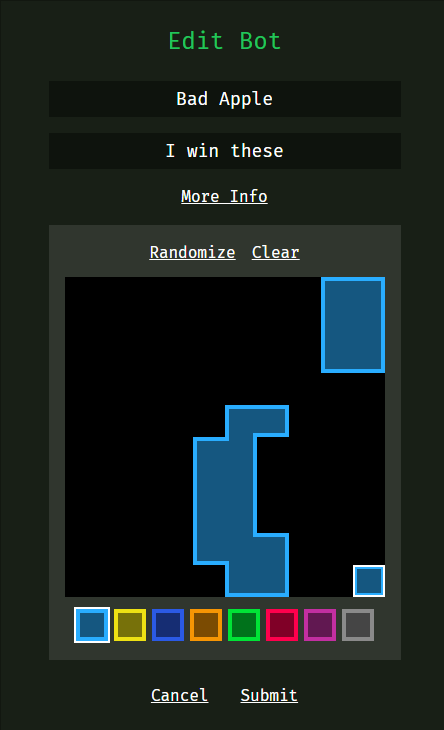 Edit Bot
Bad Apple
I win these
More Info
Randomize Clear
Cancel Submit